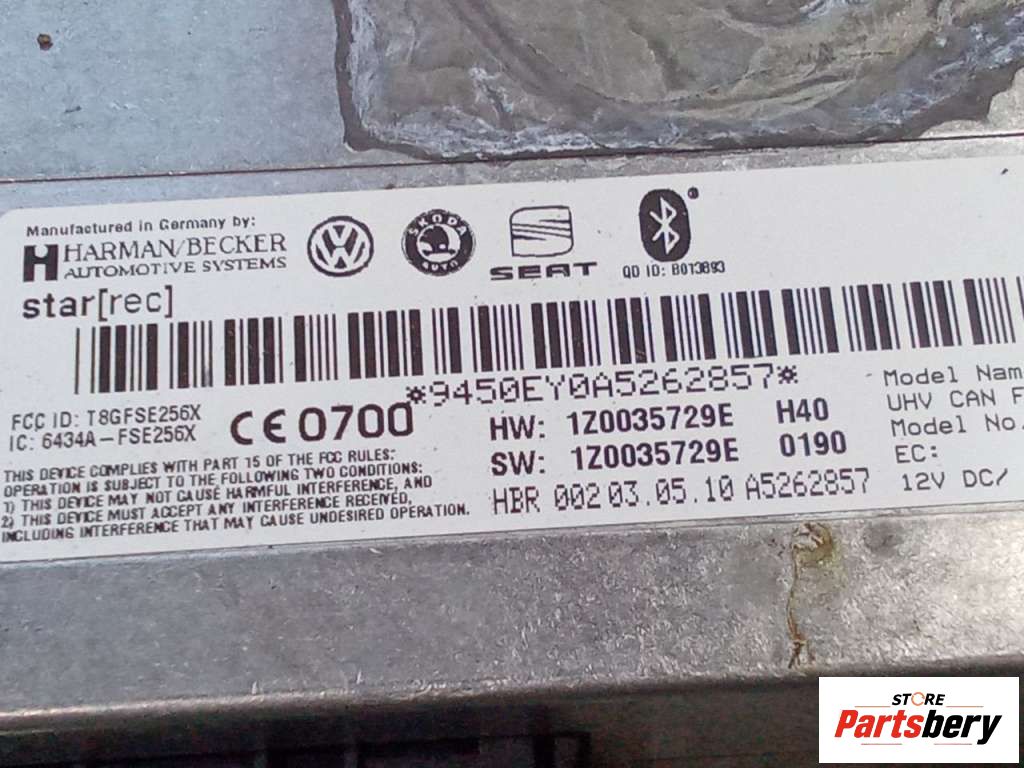 Manufactured in Germany by:
HARMAN/BECKER
AUTOMOTIVE SYSTEMS
ŠKODA
AUTO
SEAT
QD ID: B013893
star[rec]
*9450EY0A5262857*
FCC ID: T8GFSE256X
IC: 6434A-FSE256X
CE 0700
HW: 1Z0035729E H40
SW: 1Z0035729E 0190
HBR 002 03.05.10 A5262857
THIS DEVICE COMPLIES WITH PART 15 OF THE FCC RULES:
OPERATION IS SUBJECT TO THE FOLLOWING TWO CONDITIONS:
1) THIS DEVICE MAY NOT CAUSE HARMFUL INTERFERENCE, AND
2) THIS DEVICE MUST ACCEPT ANY INTERFERENCE RECEIVED,
INCLUDING INTERFERENCE THAT MAY CAUSE UNDESIRED OPERATION.
Model Nam
UHV CAN F
Model No.
EC:
12V DC/
STORE
Partsbery